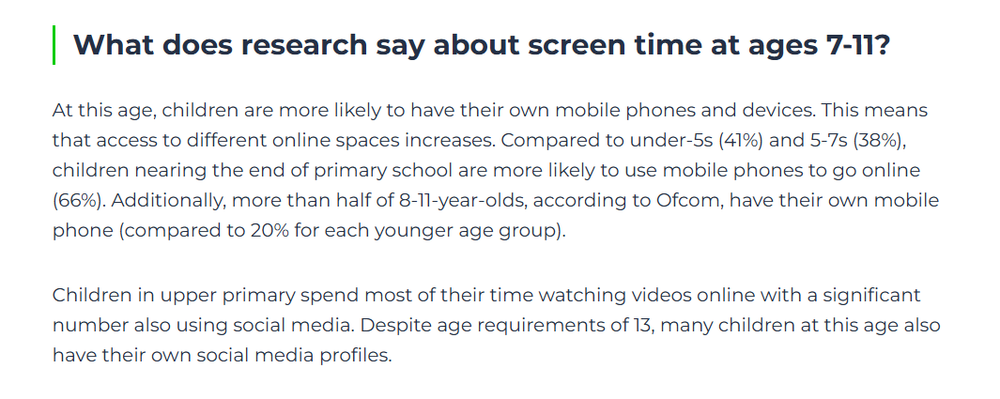 What does research say about screen time at ages 7-11?
At this age, children are more likely to have their own mobile phones and devices. This means
that access to different online spaces increases. Compared to under-5s (41%) and 5-7s (38%),
children nearing the end of primary school are more likely to use mobile phones to go online
(66%). Additionally, more than half of 8-11-year-olds, according to Ofcom, have their own mobile
phone (compared to 20% for each younger age group).
Children in upper primary spend most of their time watching videos online with a significant
number also using social media. Despite age requirements of 13, many children at this age also
have their own social media profiles.